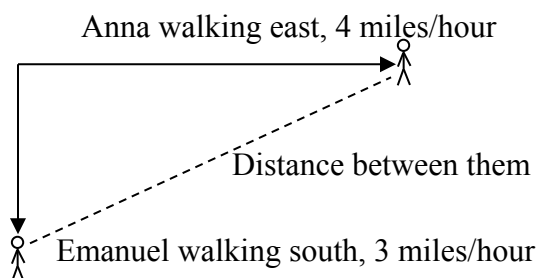 Anna walking east, 4 miles/hour
Distance between them
Emanuel walking south, 3 miles/hour